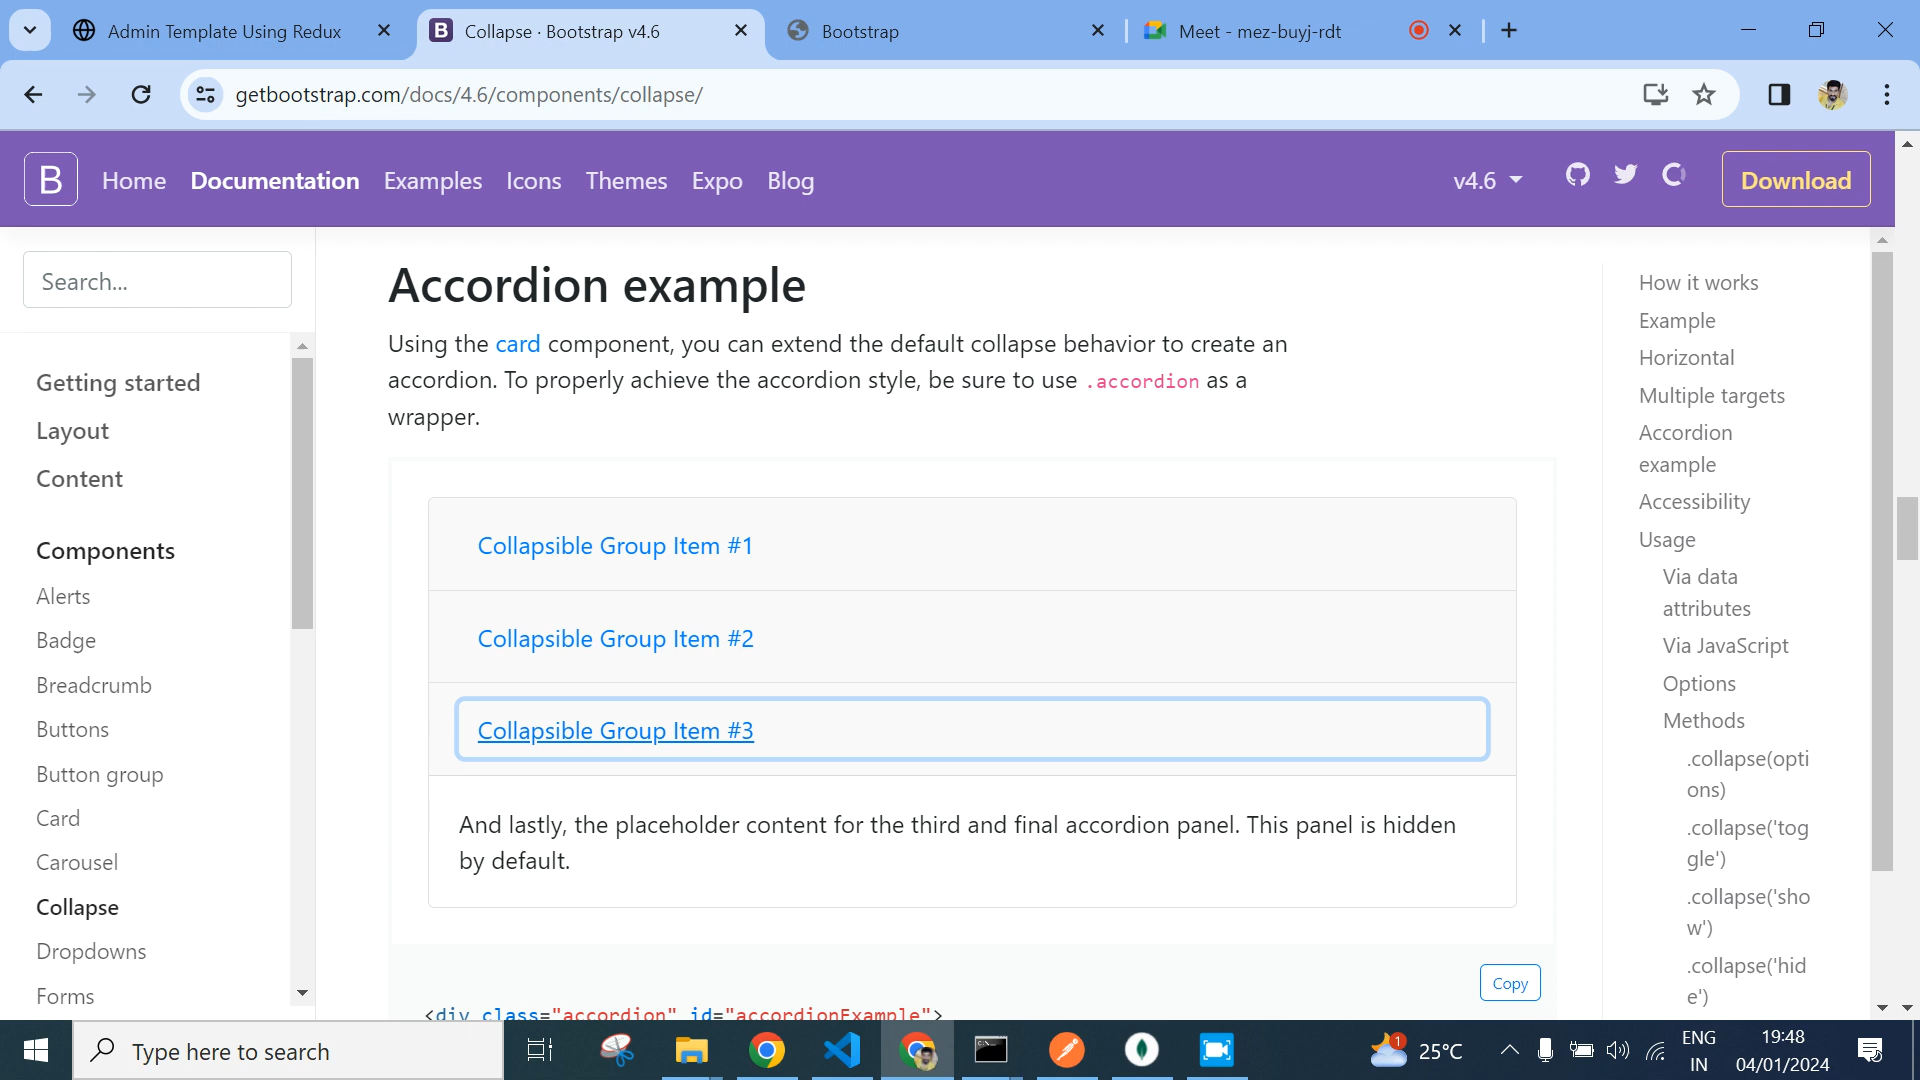 Admin Template Using Redux
B Collapse · Bootstrap v4.6
Bootstrap
Meet - mez-buyj-rdt
getbootstrap.com/docs/4.6/components/collapse/
B Home Documentation Examples Icons Themes Expo Blog v4.6 Download
Search...
Getting started
Layout
Content
Components
Alerts
Badge
Breadcrumb
Buttons
Button group
Card
Carousel
Collapse
Dropdowns
Forms
Accordion example
Using the card component, you can extend the default collapse behavior to create an
accordion. To properly achieve the accordion style, be sure to use .accordion as a
wrapper.
Collapsible Group Item #1
Collapsible Group Item #2
Collapsible Group Item #3
And lastly, the placeholder content for the third and final accordion panel. This panel is hidden
by default.
Copy
<div class="accordion" id="accordionExample">
How it works
Example
Horizontal
Multiple targets
Accordion
example
Accessibility
Usage
Via data
attributes
Via JavaScript
Options
Methods
.collapse(opti
ons)
.collapse('tog
gle')
.collapse('sho
w')
.collapse('hid
e')
Type here to search
1
25°C
ENG
IN
19:48
04/01/2024